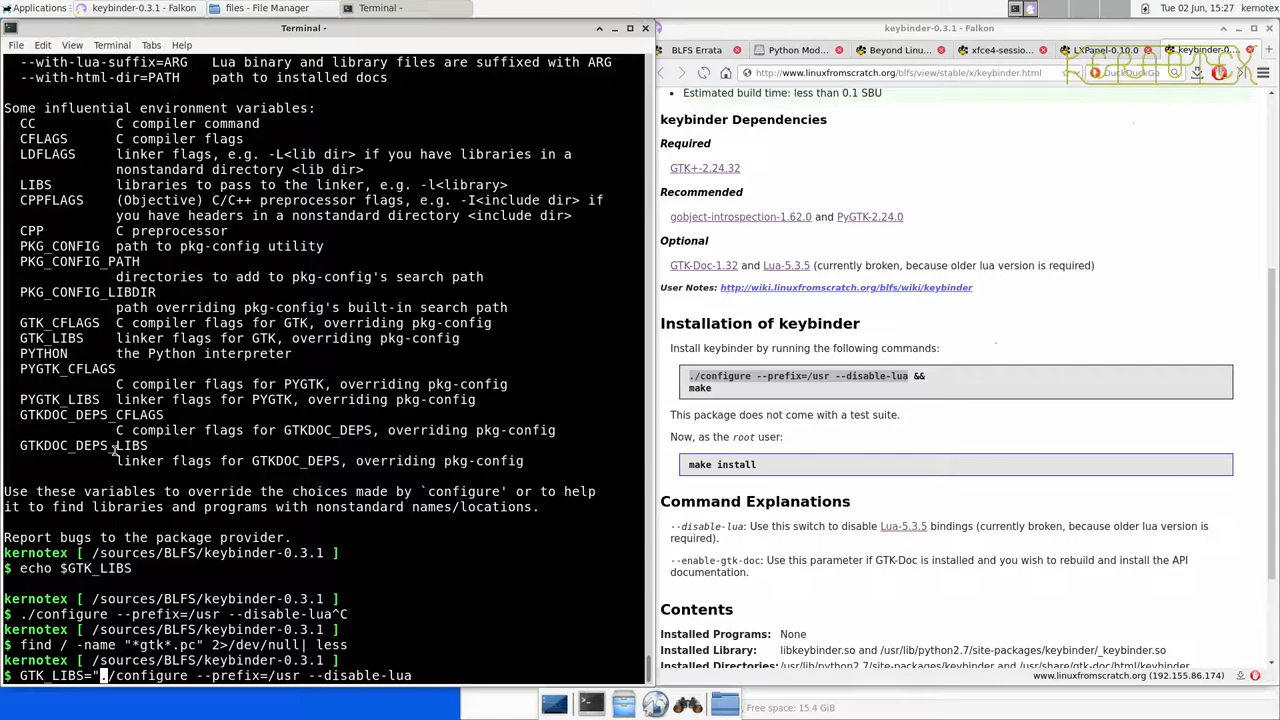 Applications
keybinder-0.3.1 - Falkon
files - File Manager
Terminal -
Tue 02 Jun, 15:27
kernotex
Terminal -
File Edit View Terminal Tabs Help
--with-lua-suffix=ARG   Lua binary and library files are suffixed with ARG
--with-html-dir=PATH    path to installed docs
Some influential environment variables:
CC          C compiler command
CFLAGS      C compiler flags
LDFLAGS     linker flags, e.g. -L<lib dir> if you have libraries in a
nonstandard directory <lib dir>
LIBS        libraries to pass to the linker, e.g. -l<library>
CPPFLAGS    (Objective) C/C++ preprocessor flags, e.g. -I<include dir> if
you have headers in a nonstandard directory <include dir>
CPP         C preprocessor
PKG_CONFIG  path to pkg-config utility
PKG_CONFIG_PATH
directories to add to pkg-config's search path
PKG_CONFIG_LIBDIR
path overriding pkg-config's built-in search path
GTK_CFLAGS  C compiler flags for GTK, overriding pkg-config
GTK_LIBS    linker flags for GTK, overriding pkg-config
PYTHON      the Python interpreter
PYGTK_CFLAGS
C compiler flags for PYGTK, overriding pkg-config
PYGTK_LIBS  linker flags for PYGTK, overriding pkg-config
GTKDOC_DEPS_CFLAGS
C compiler flags for GTKDOC_DEPS, overriding pkg-config
GTKDOC_DEPS_LIBS
linker flags for GTKDOC_DEPS, overriding pkg-config
Use these variables to override the choices made by `configure' or to help
it to find libraries and programs with nonstandard names/locations.
Report bugs to the package provider.
kernotex [ /sources/BLFS/keybinder-0.3.1 ]
$ echo $GTK_LIBS
kernotex [ /sources/BLFS/keybinder-0.3.1 ]
$ ./configure --prefix=/usr --disable-lua^C
kernotex [ /sources/BLFS/keybinder-0.3.1 ]
$ find / -name "*gtk*.pc" 2>/dev/null| less
kernotex [ /sources/BLFS/keybinder-0.3.1 ]
$ GTK_LIBS="./configure --prefix=/usr --disable-lua
keybinder-0.3.1 - Falkon
BLFS Errata
Python Mod...
Beyond Linu...
xfce4-sessio...
LXPanel-0.10.0
keybinder-0...
http://www.linuxfromscratch.org/blfs/view/stable/x/keybinder.html
DuckDuckGo
KERNOTEX
• Estimated build time: less than 0.1 SBU
keybinder Dependencies
Required
GTK+-2.24.32
Recommended
gobject-introspection-1.62.0 and PyGTK-2.24.0
Optional
GTK-Doc-1.32 and Lua-5.3.5 (currently broken, because older lua version is required)
User Notes: http://wiki.linuxfromscratch.org/blfs/wiki/keybinder
Installation of keybinder
Install keybinder by running the following commands:
./configure --prefix=/usr --disable-lua &&
make
This package does not come with a test suite.
Now, as the root user:
make install
Command Explanations
--disable-lua: Use this switch to disable Lua-5.3.5 bindings (currently broken, because older lua version is
required).
--enable-gtk-doc: Use this parameter if GTK-Doc is installed and you wish to rebuild and install the API
documentation.
Contents
Installed Programs: None
Installed Library: libkeybinder.so and /usr/lib/python2.7/site-packages/keybinder/_keybinder.so
Installed Directories: /usr/lib/python2.7/site-packages/keybinder and /usr/share/gtk-doc/html/keybinder
www.linuxfromscratch.org (192.155.86.174)
Free space: 15.4 GiB